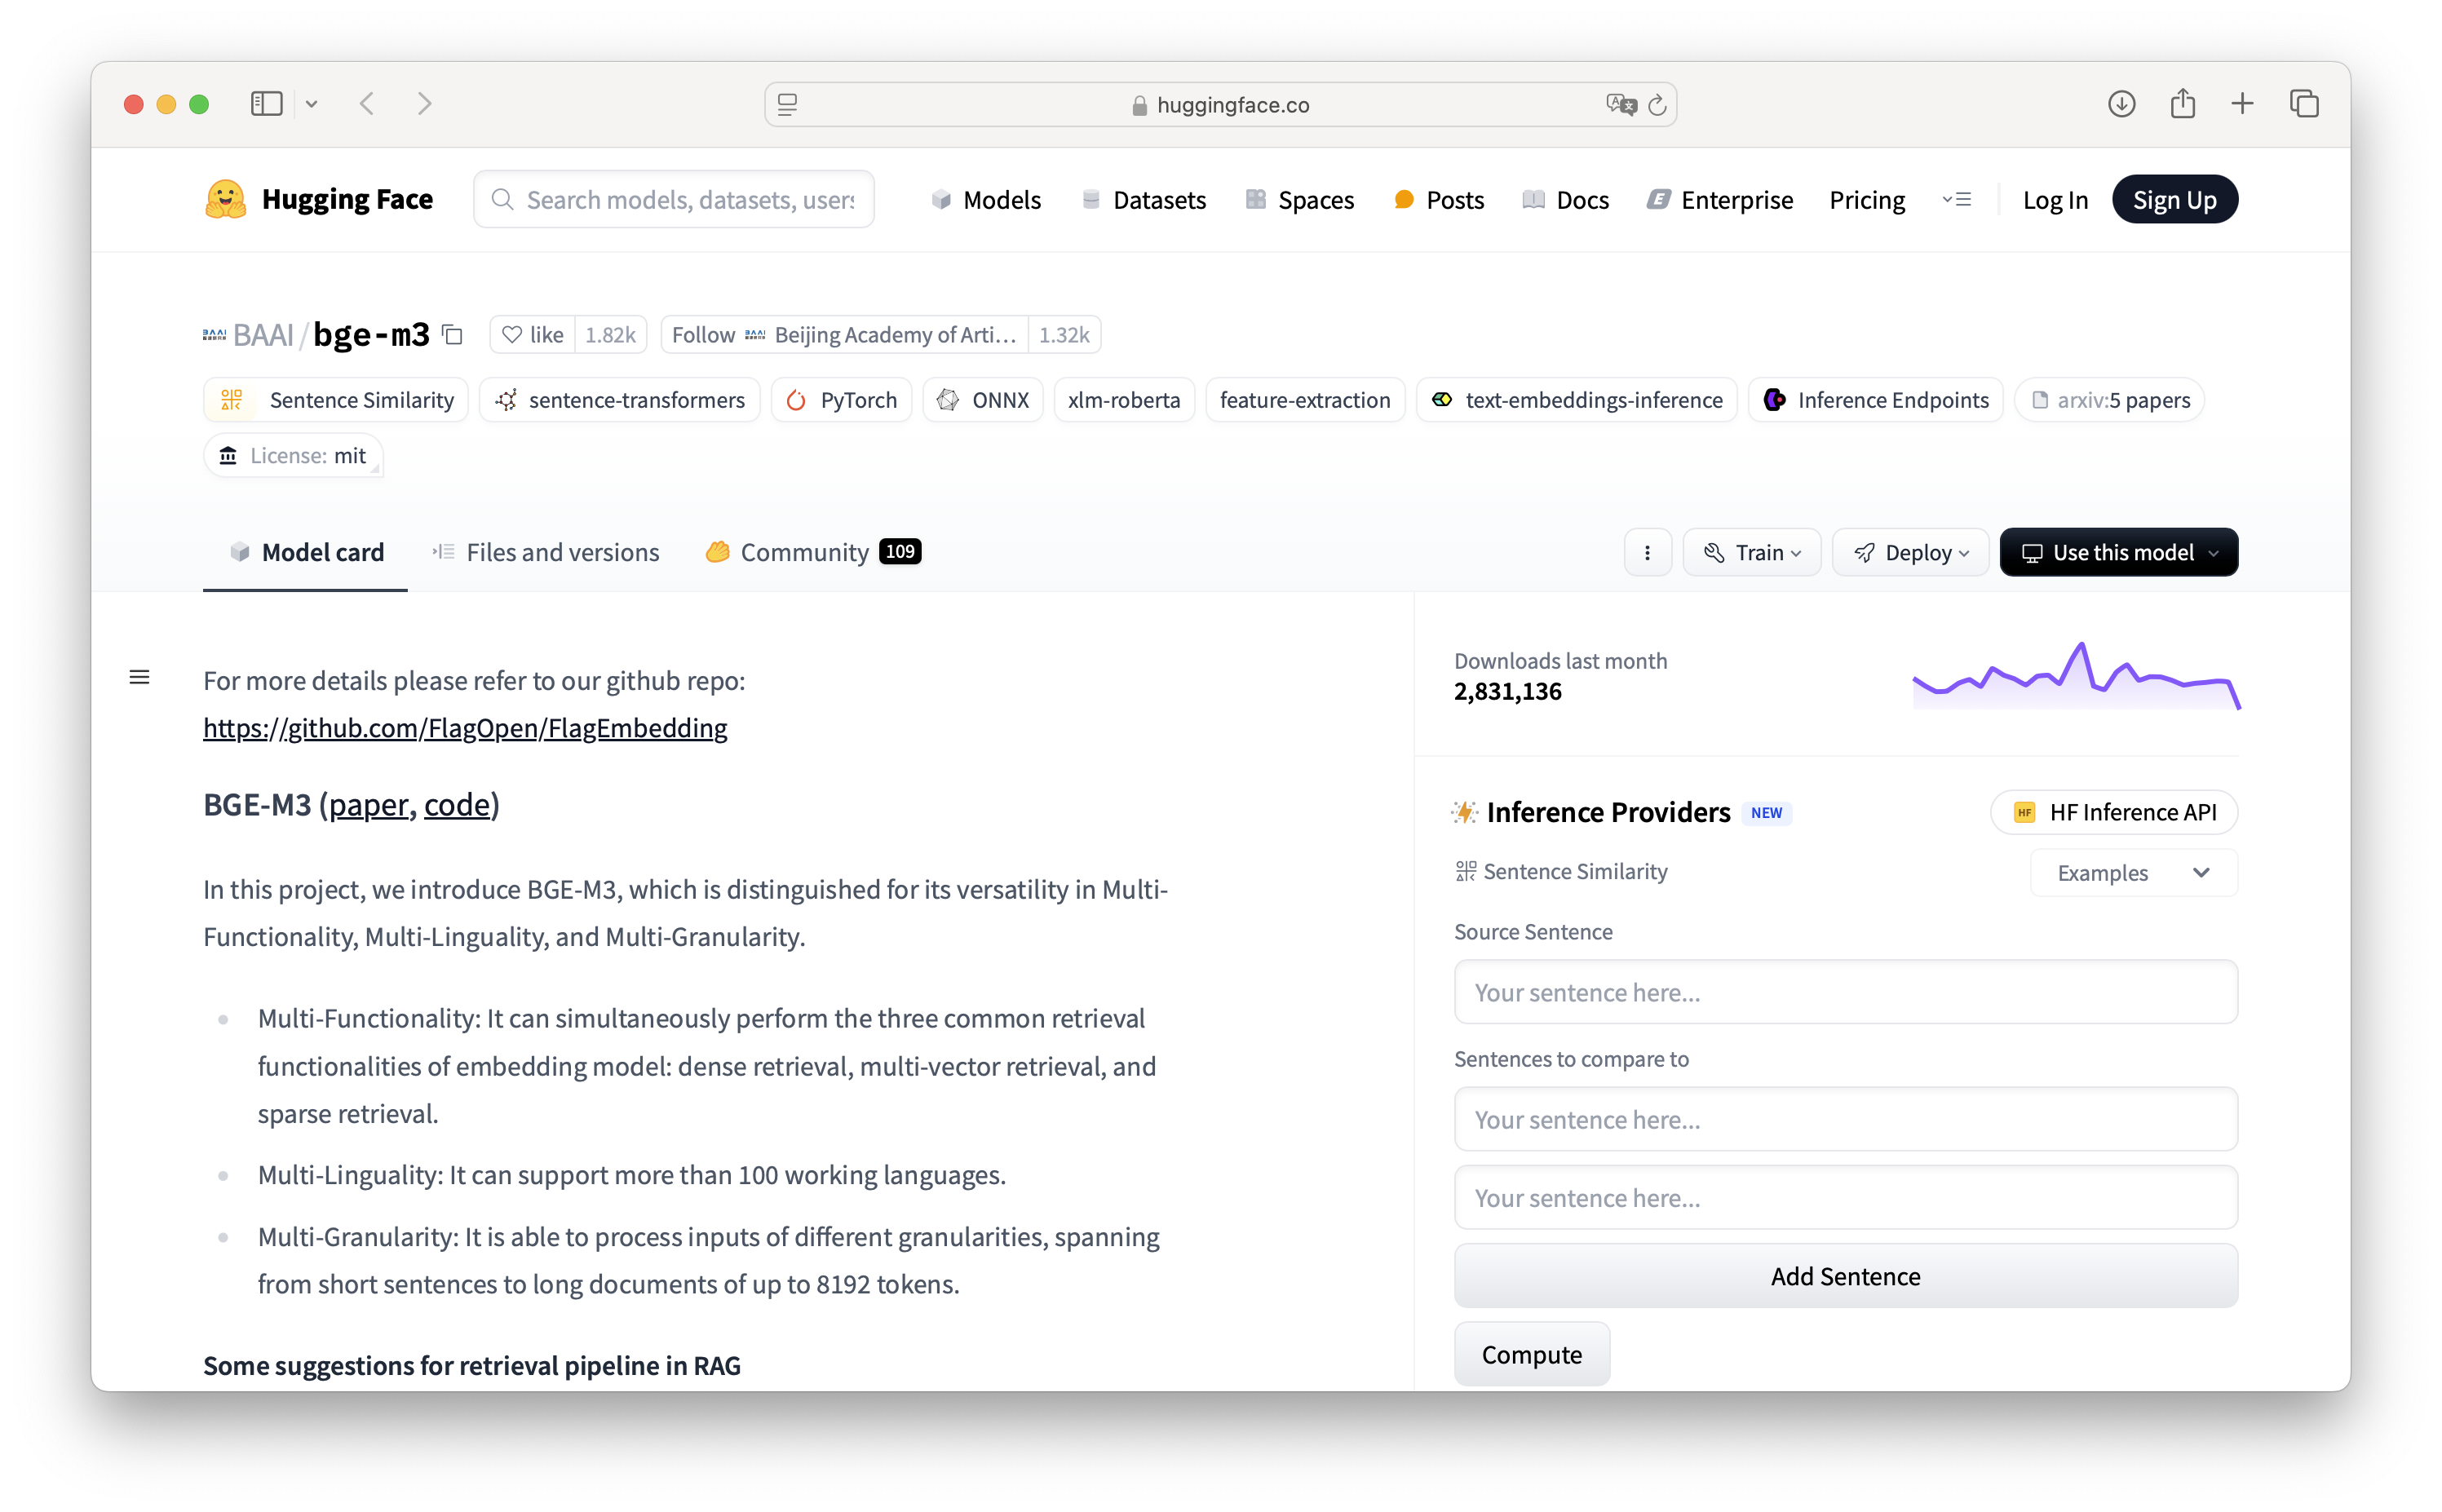 huggingface.co
Hugging Face
Search models, datasets, users
Models
Datasets
Spaces
Posts
Docs
Enterprise
Pricing
Log In
Sign Up
BAAI/bge-m3
like 1.82k
Follow Beijing Academy of Arti... 1.32k
Sentence Similarity
sentence-transformers
PyTorch
ONNX
xlm-roberta
feature-extraction
text-embeddings-inference
Inference Endpoints
arxiv:5 papers
License: mit
Model card
Files and versions
Community 109
Train
Deploy
Use this model
For more details please refer to our github repo:
https://github.com/FlagOpen/FlagEmbedding
BGE-M3 (paper, code)
In this project, we introduce BGE-M3, which is distinguished for its versatility in Multi-
Functionality, Multi-Linguality, and Multi-Granularity.
Multi-Functionality: It can simultaneously perform the three common retrieval
functionalities of embedding model: dense retrieval, multi-vector retrieval, and
sparse retrieval.
Multi-Linguality: It can support more than 100 working languages.
Multi-Granularity: It is able to process inputs of different granularities, spanning
from short sentences to long documents of up to 8192 tokens.
Some suggestions for retrieval pipeline in RAG
Downloads last month
2,831,136
Inference Providers NEW
HF HF Inference API
Sentence Similarity
Examples
Source Sentence
Your sentence here...
Sentences to compare to
Your sentence here...
Your sentence here...
Add Sentence
Compute